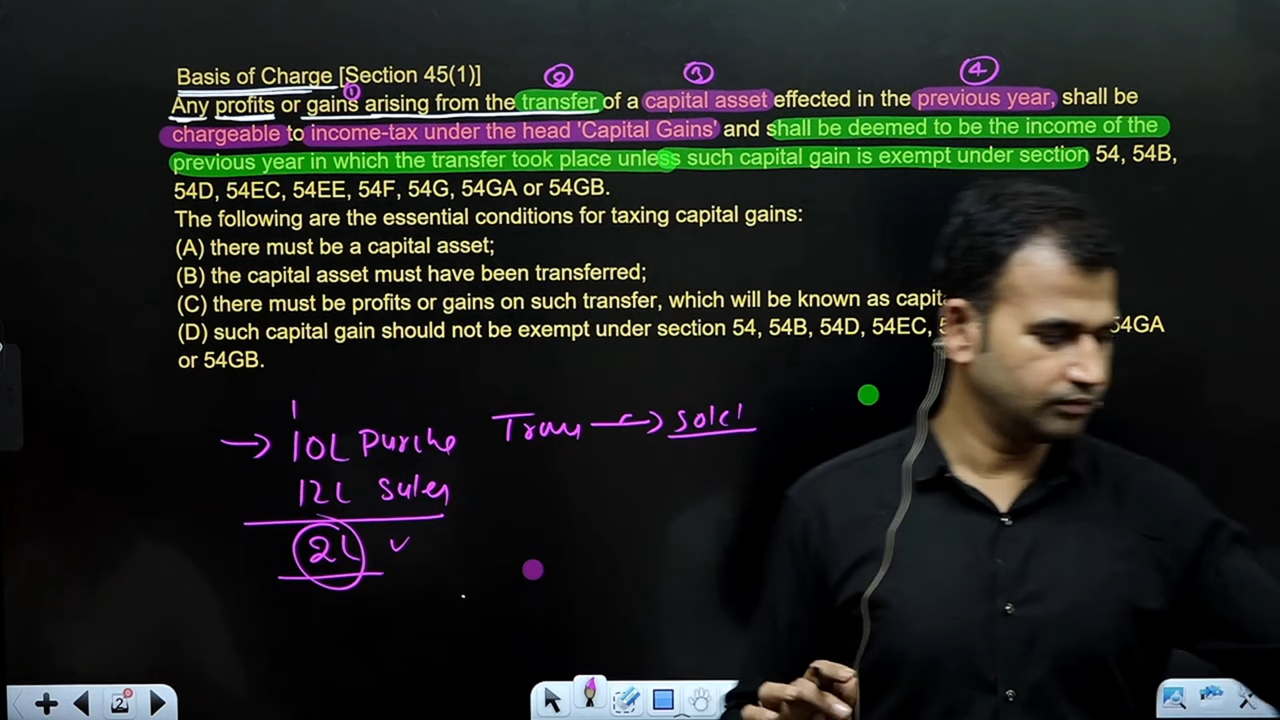 Basis of Charge [Section 45(1)]
① ② ③ ④
Any profits or gains arising from the transfer of a capital asset effected in the previous year, shall be
chargeable to income-tax under the head 'Capital Gains' and shall be deemed to be the income of the
previous year in which the transfer took place unless such capital gain is exempt under section 54, 54B,
54D, 54EC, 54EE, 54F, 54G, 54GA or 54GB.
The following are the essential conditions for taxing capital gains:
(A) there must be a capital asset;
(B) the capital asset must have been transferred;
(C) there must be profits or gains on such transfer, which will be known as
(D) such capital gain should not be exempt under section 54, 54B, 54D, 54EC, 54GA
or 54GB.
10L
12L
2L
2